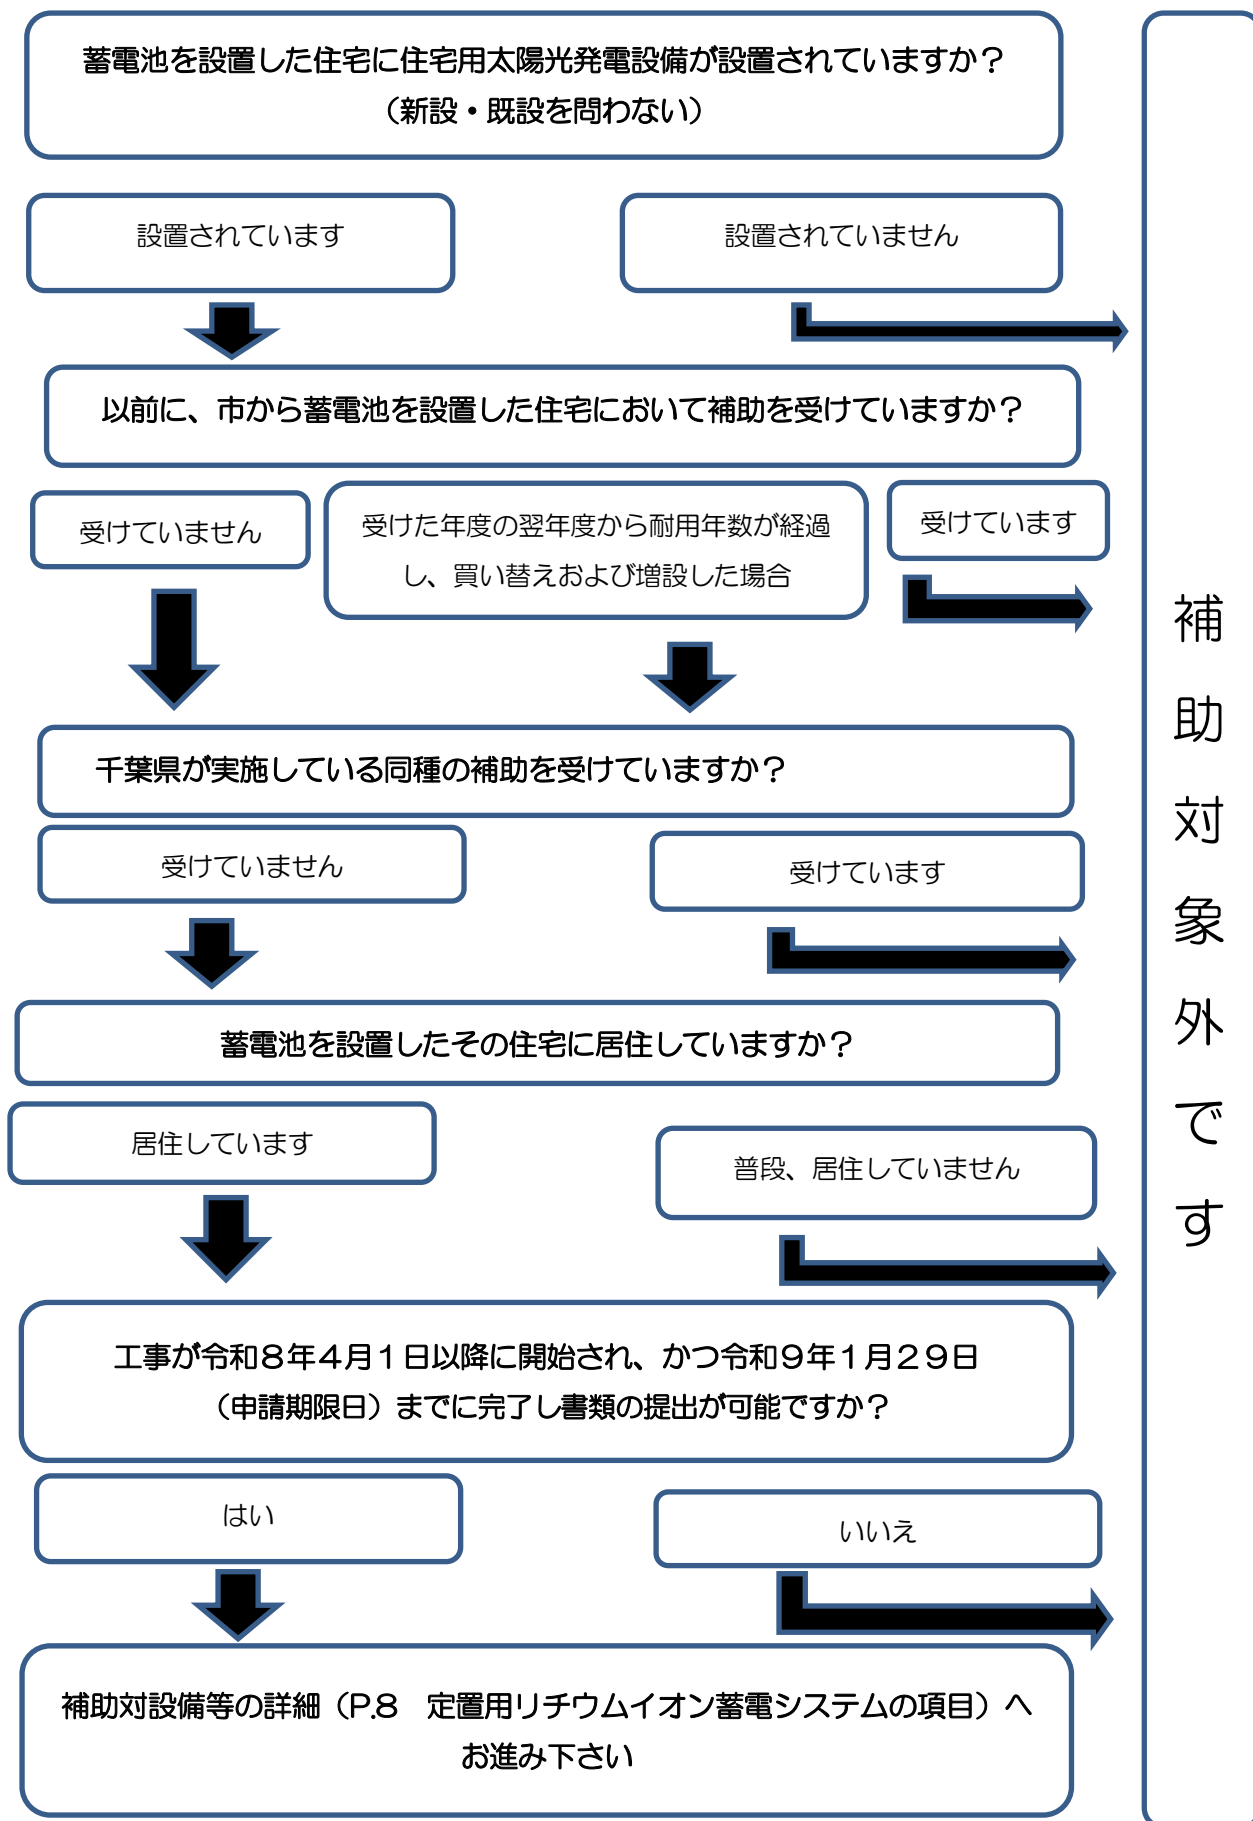 蓄電池を設置した住宅に住宅用太陽光発電設備が設置されていますか？
（新設・既設を問わない）
設置されています
設置されていません
以前に、市から蓄電池を設置した住宅において補助を受けていますか？
受けていません
受けた年度の翌年度から耐用年数が経過
し、買い替えおよび増設した場合
受けています
千葉県が実施している同種の補助を受けていますか？
受けていません
受けています
蓄電池を設置したその住宅に居住していますか？
居住しています
普段、居住していません
工事が令和８年４月１日以降に開始され、かつ令和９年１月２９日
（申請期限日）までに完了し書類の提出が可能ですか？
はい
いいえ
補助対設備等の詳細（P.８　定置用リチウムイオン蓄電システムの項目）へ
お進み下さい
補助対象外です